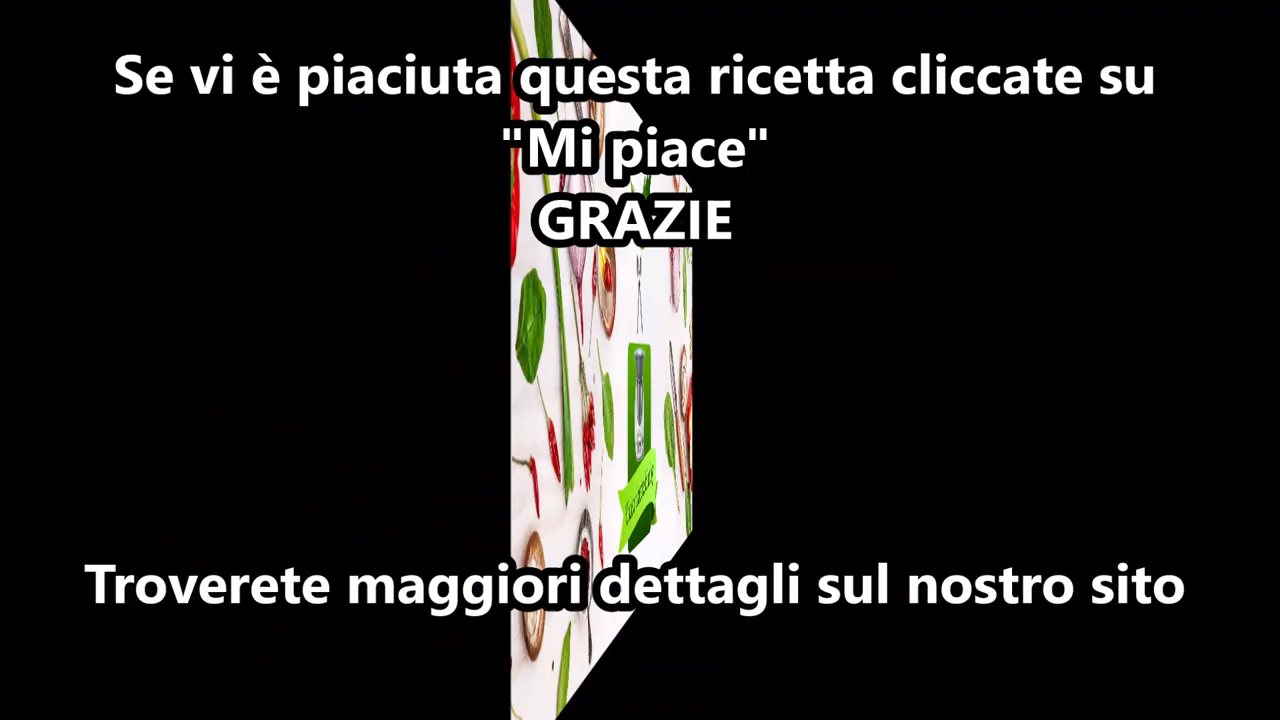 Se vi è piaciuta questa ricetta cliccate su
"Mi piace"
GRAZIE
Troverete maggiori dettagli sul nostro sito